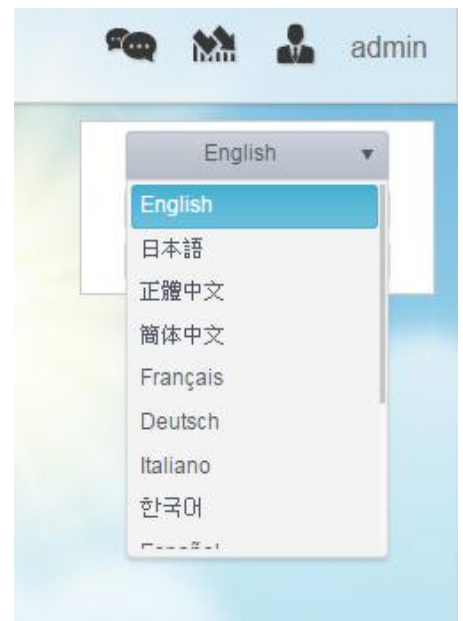 admin
English
English
日本語
正體中文
簡体中文
Français
Deutsch
Italiano
한국어